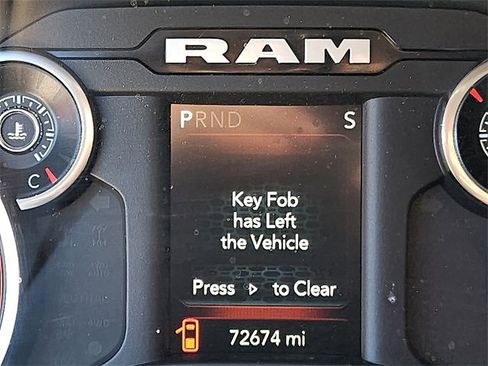 RAM
PRND S
Key Fob
has Left
the Vehicle
Press ▷ to Clear
C
72674 mi